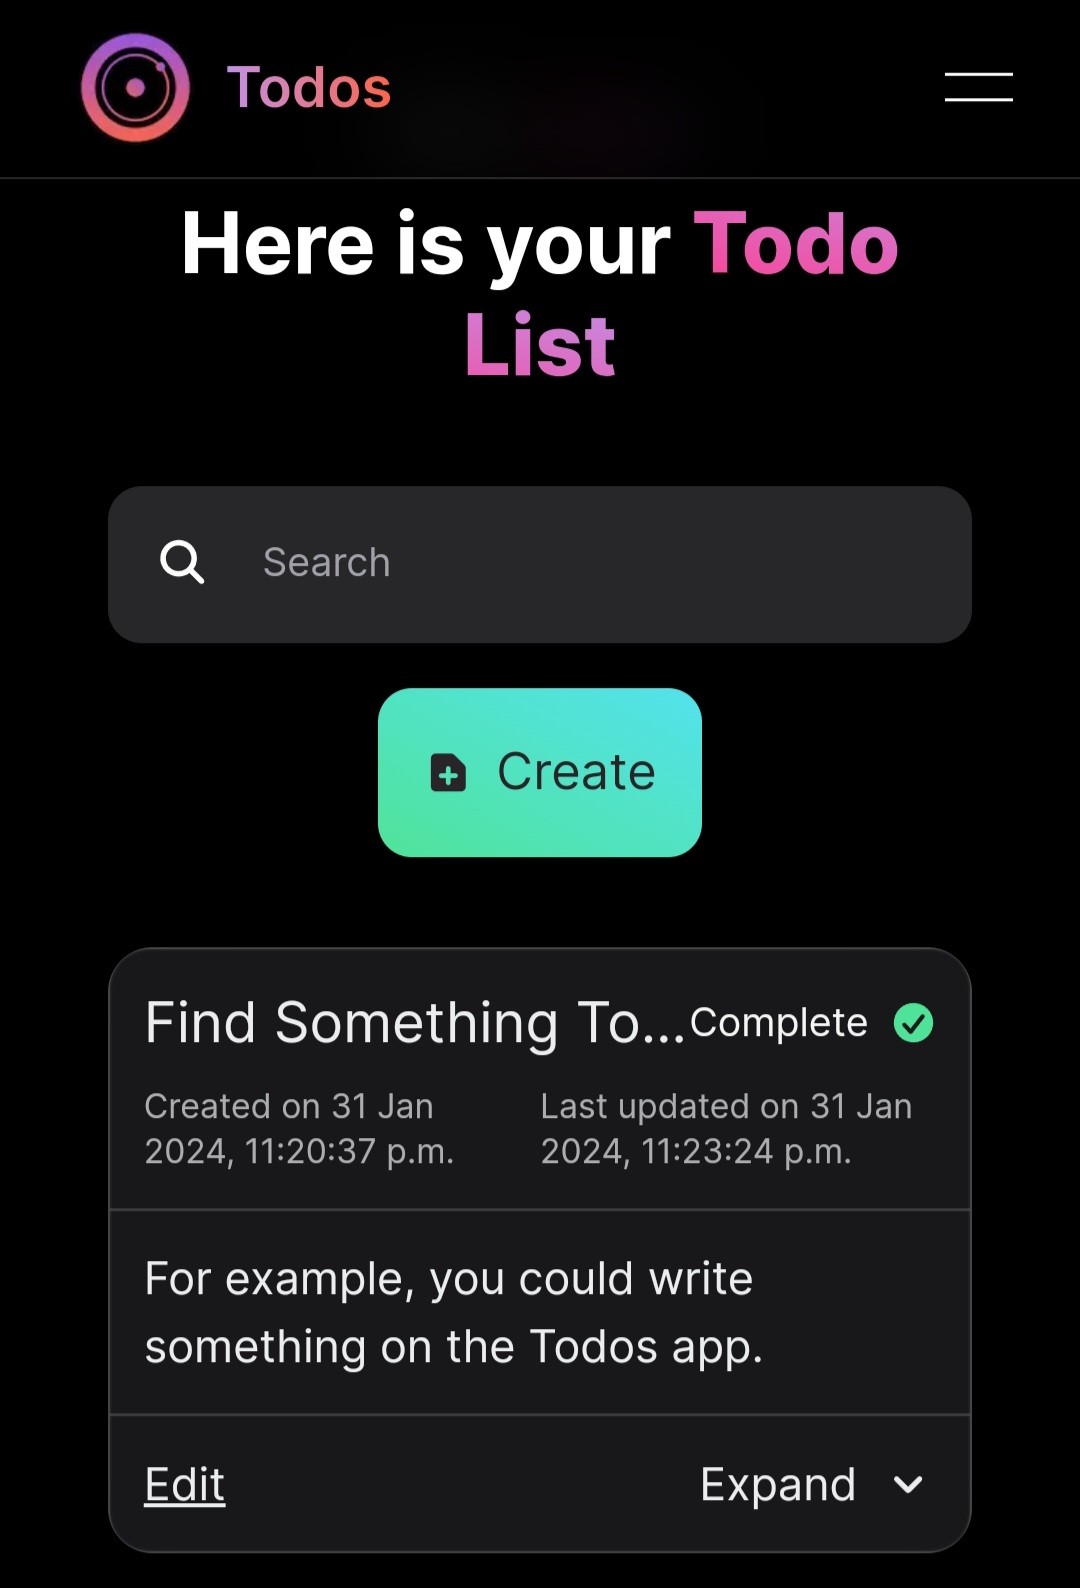 Todos
Here is your Todo
List
Search
Create
Find Something To... Complete
Created on 31 Jan
2024, 11:20:37 p.m.
Last updated on 31 Jan
2024, 11:23:24 p.m.
For example, you could write
something on the Todos app.
Edit
Expand